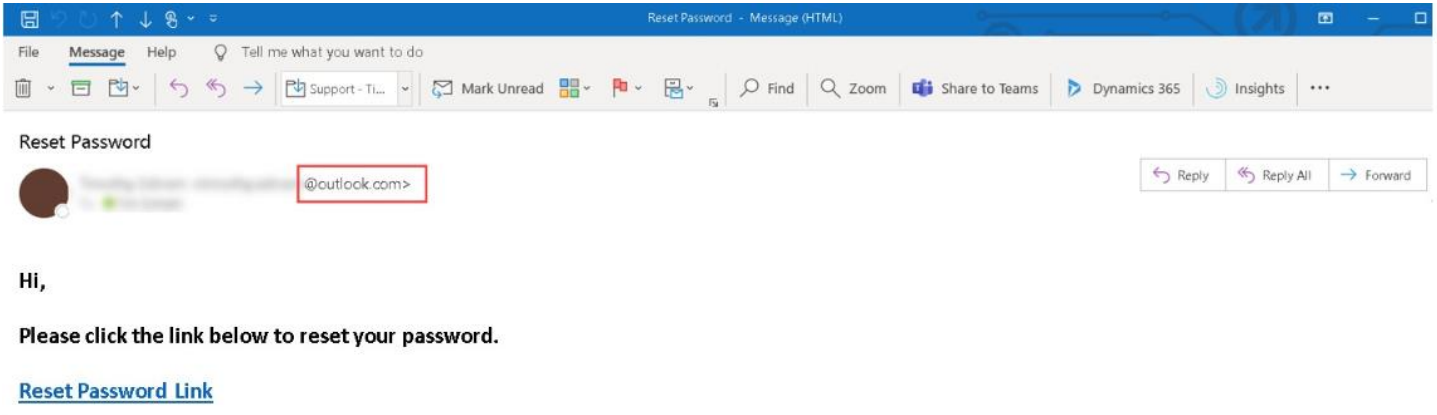 Reset Password - Message (HTML)
File Message Help Tell me what you want to do
Support - Ti... Mark Unread Find Zoom Share to Teams Dynamics 365 Insights ...
Reset Password
@outlook.com>
Reply Reply All Forward
Hi,
Please click the link below to reset your password.
Reset Password Link